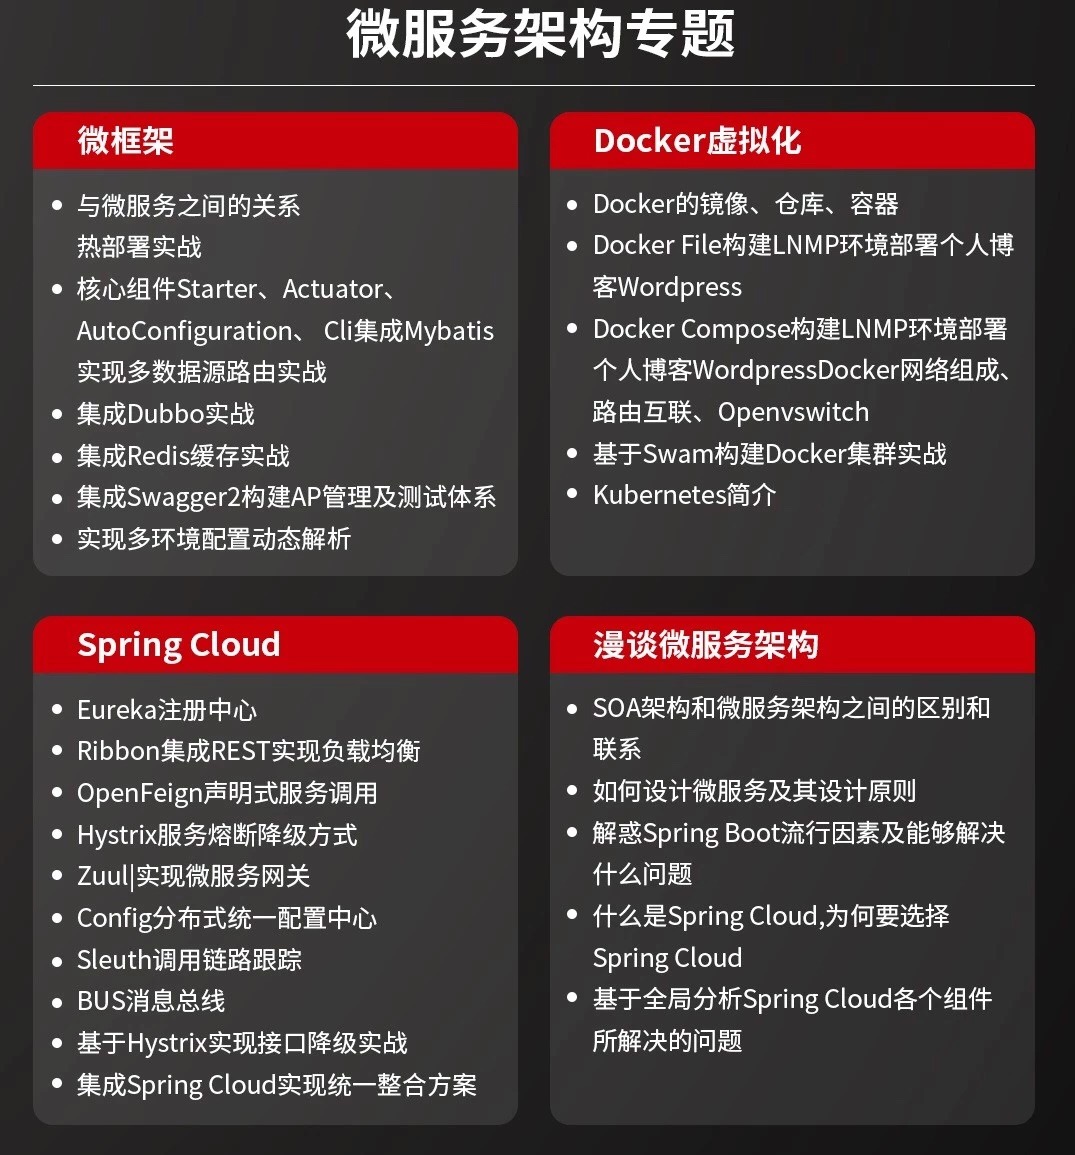 微服务架构专题
微框架
与微服务之间的关系
热部署实战
核心组件Starter、Actuator、
AutoConfiguration、 Cli集成Mybatis
实现多数据源路由实战
集成Dubbo实战
集成Redis缓存实战
集成Swagger2构建AP管理及测试体系
实现多环境配置动态解析
Docker虚拟化
Docker的镜像、仓库、容器
Docker File构建LNMP环境部署个人博
客Wordpress
Docker Compose构建LNMP环境部署
个人博客WordpressDocker网络组成、
路由互联、Openvswitch
基于Swam构建Docker集群实战
Kubernetes简介
Spring Cloud
Eureka注册中心
Ribbon集成REST实现负载均衡
OpenFeign声明式服务调用
Hystrix服务熔断降级方式
Zuul|实现微服务网关
Config分布式统一配置中心
Sleuth调用链路跟踪
BUS消息总线
基于Hystrix实现接口降级实战
集成Spring Cloud实现统一整合方案
漫谈微服务架构
SOA架构和微服务架构之间的区别和
联系
如何设计微服务及其设计原则
解惑Spring Boot流行因素及能够解决
什么问题
什么是Spring Cloud,为何要选择
Spring Cloud
基于全局分析Spring Cloud各个组件
所解决的问题